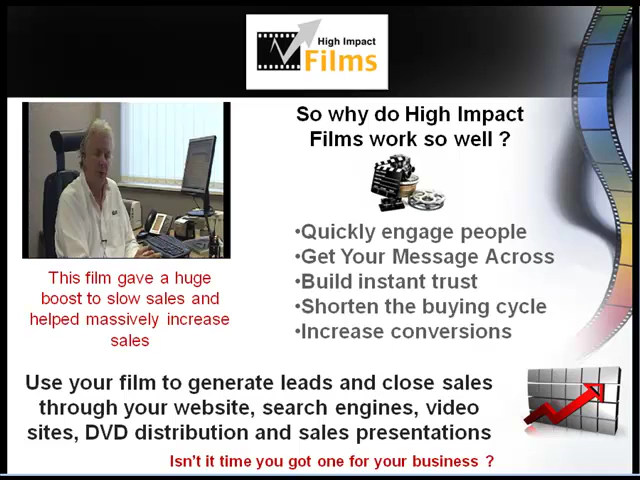 High Impact
Films
So why do High Impact
Films work so well ?
•Quickly engage people
•Get Your Message Across
•Build instant trust
•Shorten the buying cycle
•Increase conversions
This film gave a huge
boost to slow sales and
helped massively increase
sales
Use your film to generate leads and close sales
through your website, search engines, video
sites, DVD distribution and sales presentations
Isn't it time you got one for your business ?